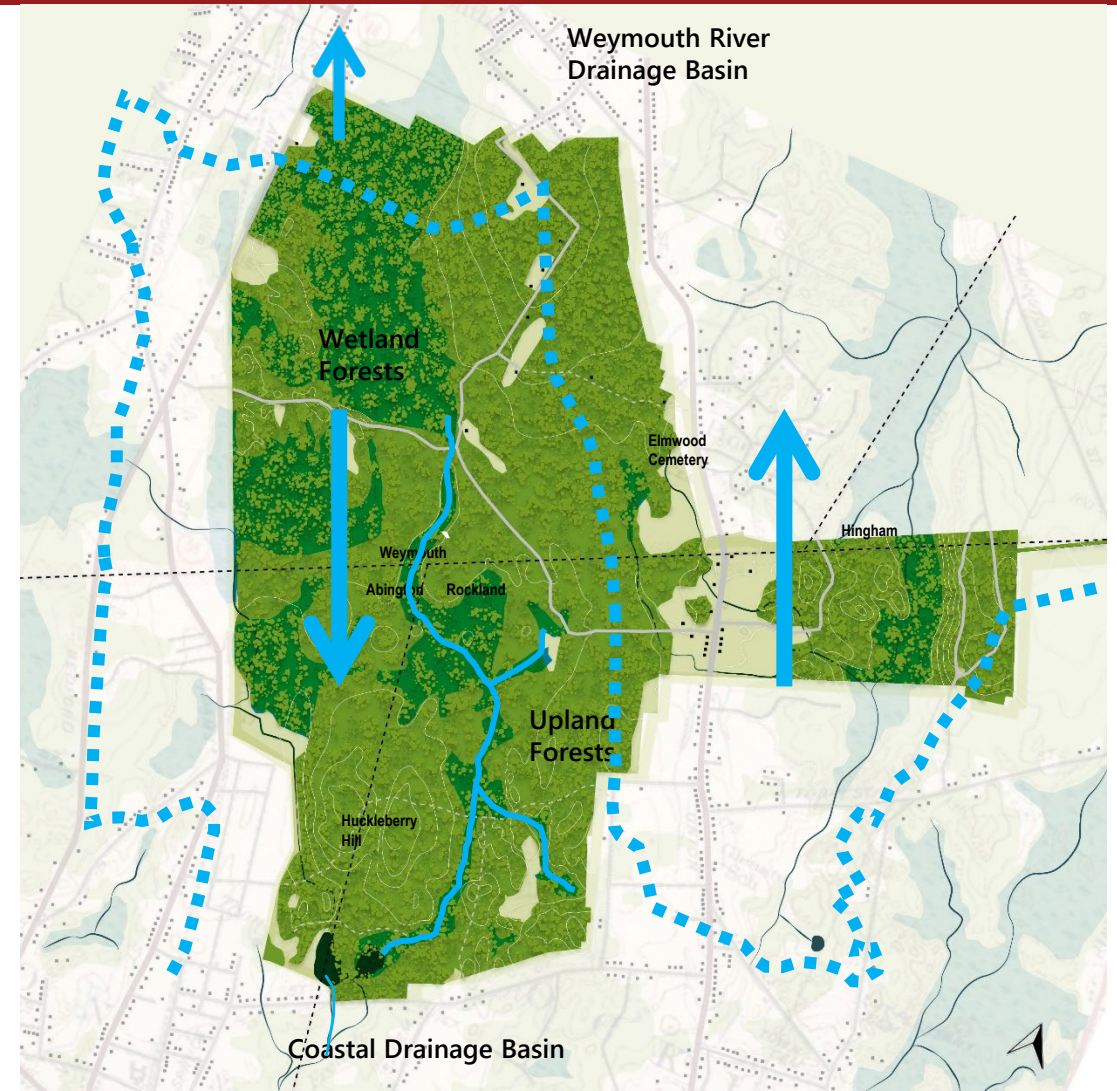 Weymouth River
Drainage Basin
Wetland
Forests
Elmwood
Cemetery
Hingham
Weymouth
Abington
Rockland
Upland
Forests
Huckleberry
Hill
Coastal Drainage Basin